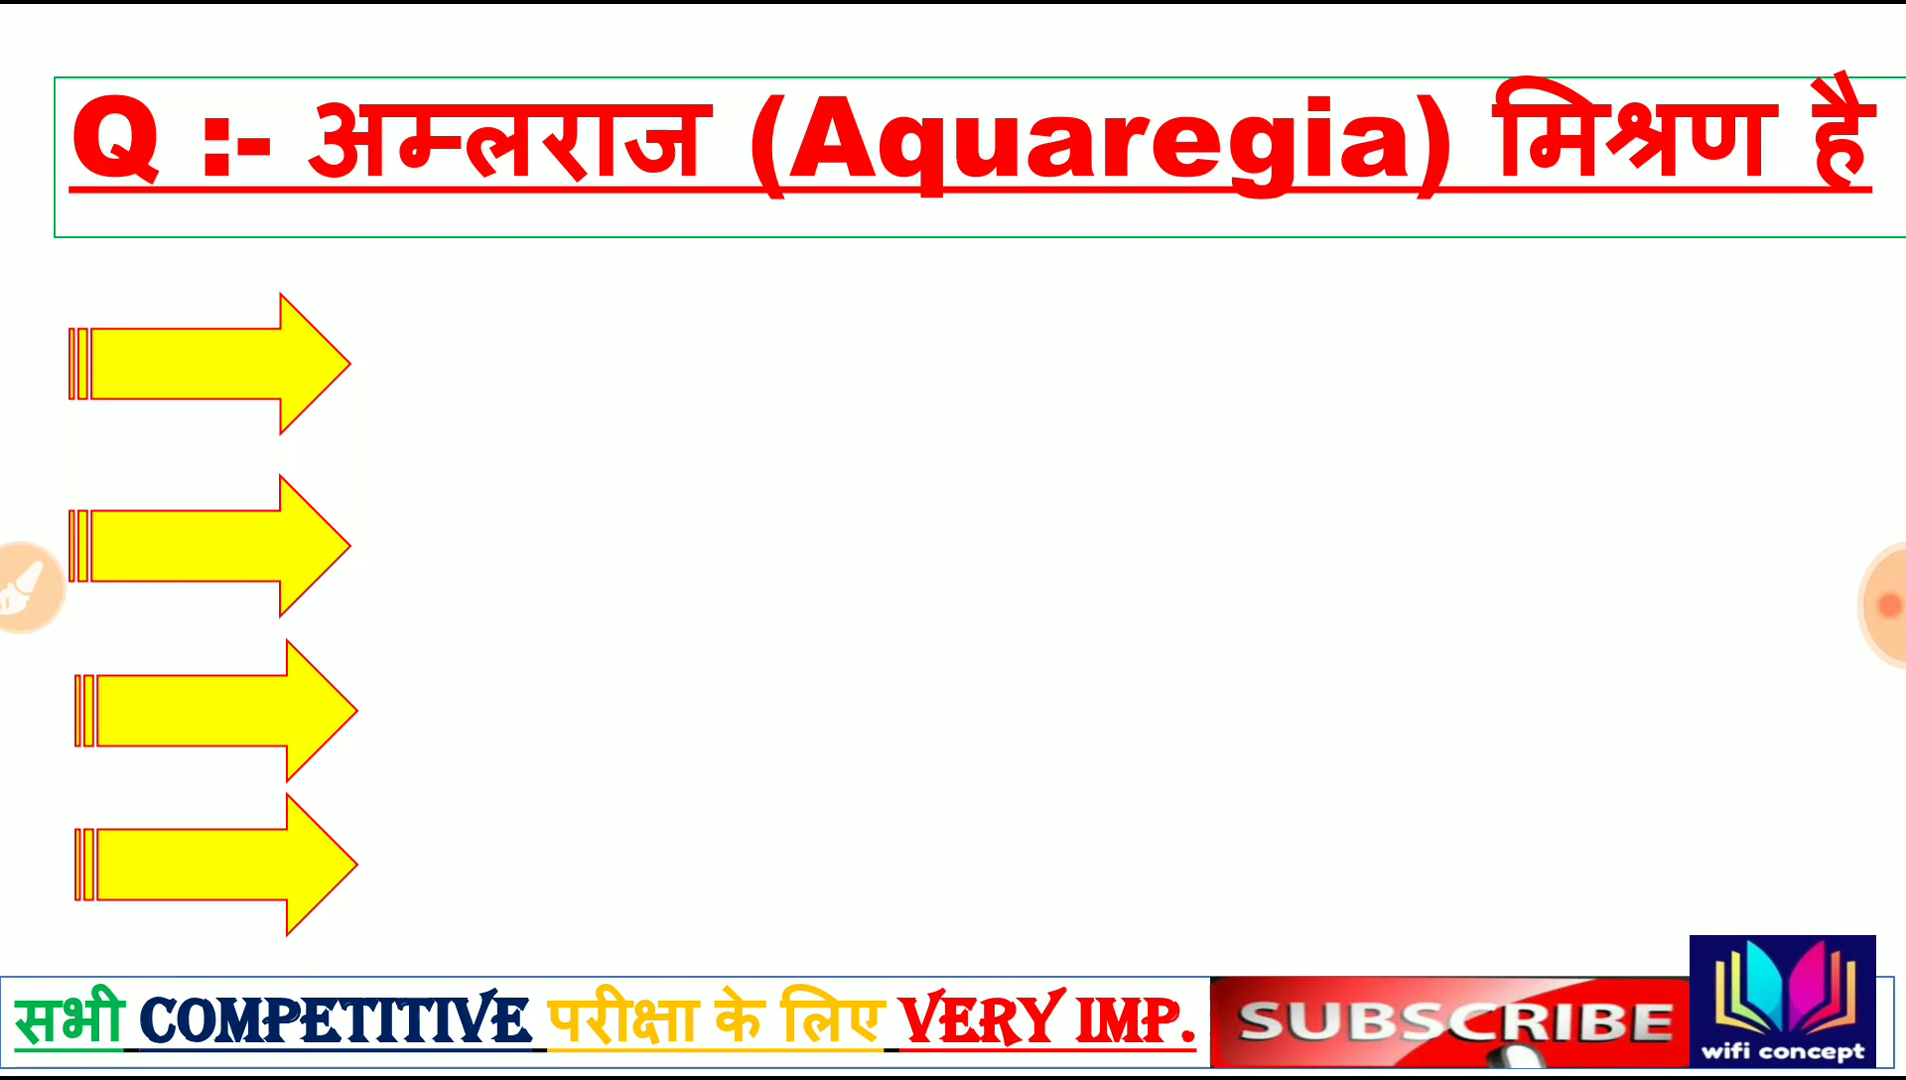 Q :- अम्लराज (Aquaregia) मिश्रण है
सभी COMPETITIVE परीक्षा के लिए VERY IMP.
SUBSCRIBE
wifi concept